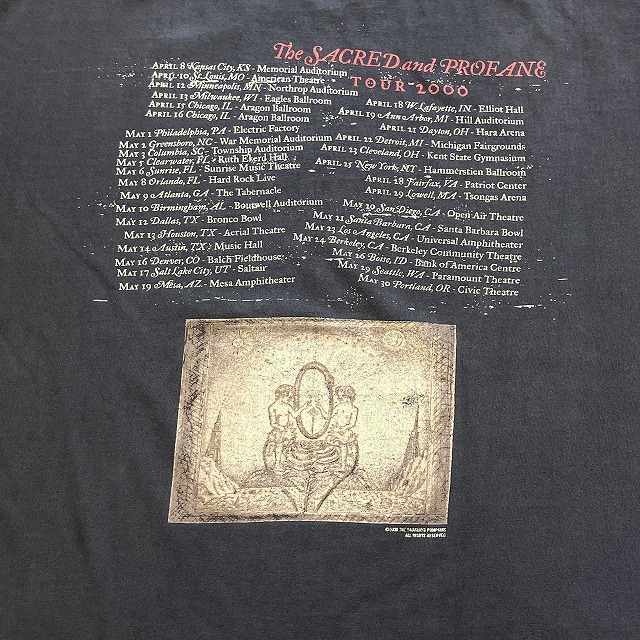 The SACRED and PROFANE
TOUR 2000
APRIL 8 Kansas City, KS - Memorial Auditorium
APRIL 10 St. Louis, MO - American Theatre
APRIL 12 Minneapolis, MN - Northrop Auditorium
APRIL 13 Milwaukee, WI - Eagles Ballroom
APRIL 15 Chicago, IL - Aragon Ballroom
APRIL 16 Chicago, IL - Aragon Ballroom
MAY 1 Philadelphia, PA - Electric Factory
MAY 2 Greensboro, NC - War Memorial Auditorium
MAY 3 Columbia, SC - Township Auditorium
MAY 5 Clearwater, FL - Ruth Ekerd Hall
MAY 6 Sunrise, FL - Sunrise Music Theatre
MAY 8 Orlando, FL - Hard Rock Live
MAY 9 Atlanta, GA - The Tabernacle
MAY 10 Birmingham, AL - Boutwell Auditorium
MAY 12 Dallas, TX - Bronco Bowl
MAY 13 Houston, TX - Aerial Theatre
MAY 14 Austin, TX - Music Hall
MAY 16 Denver, CO - Balch Fieldhouse
MAY 17 Salt Lake City, UT - Saltair
MAY 19 Mesa, AZ - Mesa Amphitheater
APRIL 18 W. Lafayette, IN - Elliot Hall
APRIL 19 Ann Arbor, MI - Hill Auditorium
APRIL 21 Dayton, OH - Hara Arena
APRIL 22 Detroit, MI - Michigan Fairgrounds
APRIL 23 Cleveland, OH - Kent State Gymnasium
APRIL 25 New York, NY - Hammerstien Ballroom
APRIL 28 Fairfax, VA - Patriot Center
APRIL 29 Lowell, MA - Tsongas Arena
MAY 20 San Diego, CA - Open Air Theatre
MAY 21 Santa Barbara, CA - Santa Barbara Bowl
MAY 23 Los Angeles, CA - Universal Amphitheater
MAY 24 Berkeley, CA - Berkeley Community Theatre
MAY 26 Boise, ID - Bank of America Centre
MAY 29 Seattle, WA - Paramount Theatre
MAY 30 Portland, OR - Civic Theatre
©2000 THE SMASHING PUMPKINS
ALL RIGHTS RESERVED